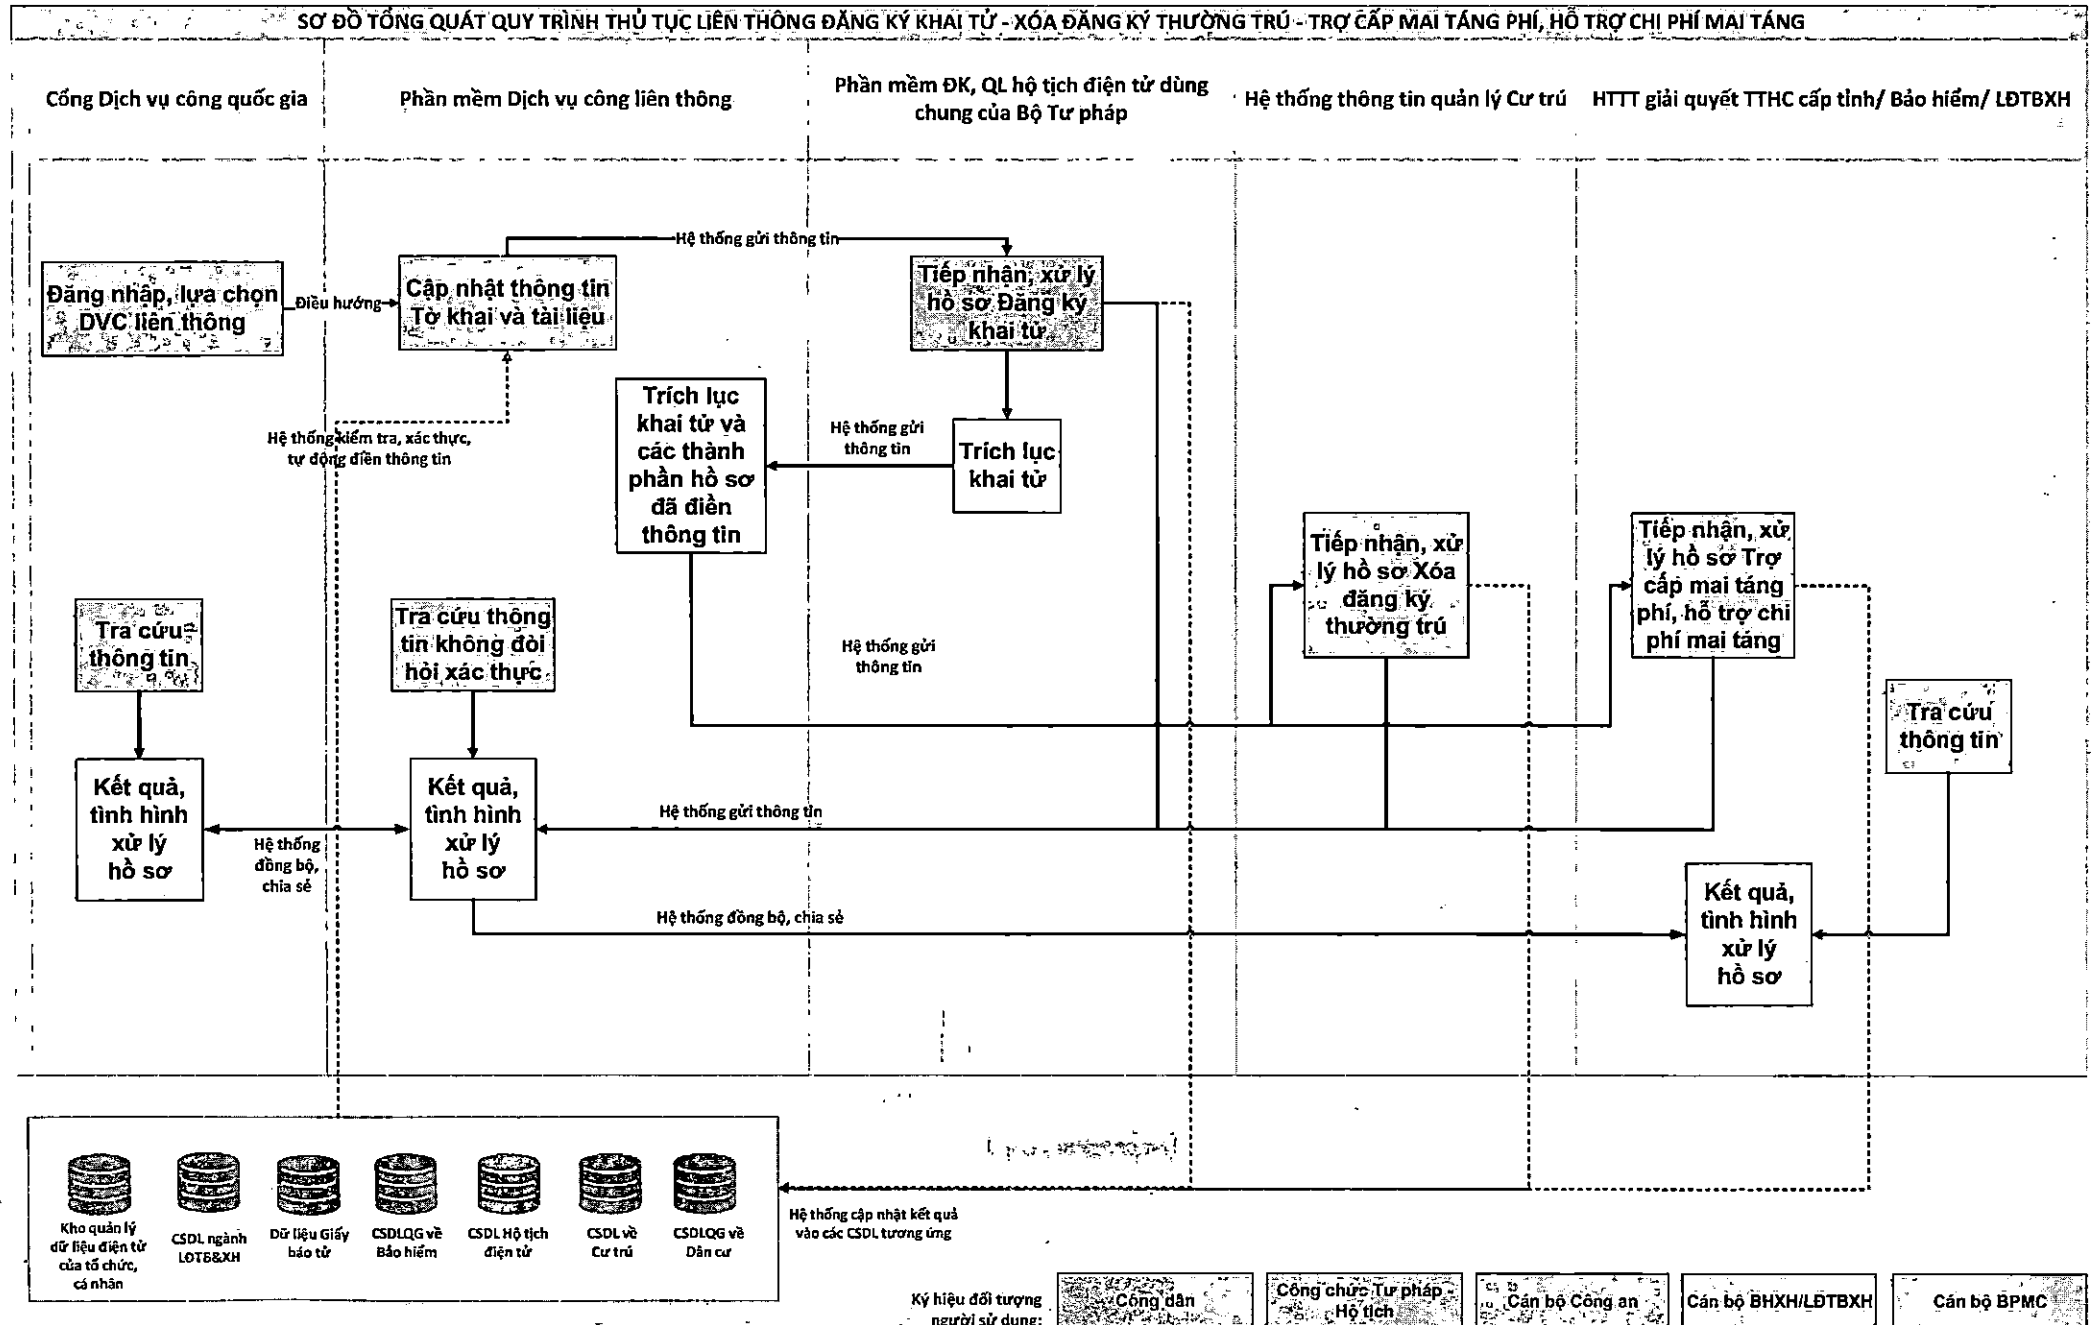 SƠ ĐỒ TỔNG QUÁT QUY TRÌNH THỦ TỤC LIÊN THÔNG ĐĂNG KÝ KHAI TỬ - XÓA ĐĂNG KÝ THƯỜNG TRÚ - TRỢ CẤP MAI TÁNG PHÍ, HỖ TRỢ CHI PHÍ MAI TÁNG
Cổng Dịch vụ công quốc gia
Phần mềm Dịch vụ công liên thông
Phần mềm ĐK, QL hộ tịch điện tử dùng
chung của Bộ Tư pháp
Hệ thống thông tin quản lý Cư trú
HTTT giải quyết TTHC cấp tỉnh/ Bảo hiểm/ LĐTBXH
Hệ thống gửi thông tin
Đăng nhập, lựa chọn
DVC liên thông
Điều hướng
Cập nhật thông tin
Tờ khai và tài liệu
Tiếp nhận, xử lý
hồ sơ Đăng ký
khai tử
Hệ thống kiểm tra, xác thực,
tự động điền thông tin
Trích lục
khai tử và
các thành
phần hồ sơ
đã điền
thông tin
Hệ thống gửi
thông tin
Trích lục
khai tử
Tiếp nhận, xử
lý hồ sơ Xóa
đăng ký
thường trú
Tiếp nhận, xử
lý hồ sơ Trợ
cấp mai táng
phí, hỗ trợ chi
phí mai táng
Tra cứu
thông tin
Tra cứu thông
tin không đòi
hỏi xác thực
Hệ thống gửi
thông tin
Tra cứu
thông tin
Kết quả,
tình hình
xử lý
hồ sơ
Hệ thống
đồng bộ,
chia sẻ
Kết quả,
tình hình
xử lý
hồ sơ
Hệ thống gửi thông tin
Hệ thống đồng bộ, chia sẻ
Kết quả,
tình hình
xử lý
hồ sơ
Kho quản lý
dữ liệu điện tử
của tổ chức,
cá nhân
CSDL ngành
LĐTB&XH
Dữ liệu Giấy
báo tử
CSDLQG về
Bảo hiểm
CSDL Hộ tịch
điện tử
CSDL về
Cư trú
CSDLQG về
Dân cư
Hệ thống cập nhật kết quả
vào các CSDL tương ứng
Ký hiệu đối tượng
người sử dụng:
Công dân
Công chức Tư pháp -
Hộ tịch
Cán bộ Công an
Cán bộ BHXH/LĐTBXH
Cán bộ BPMC